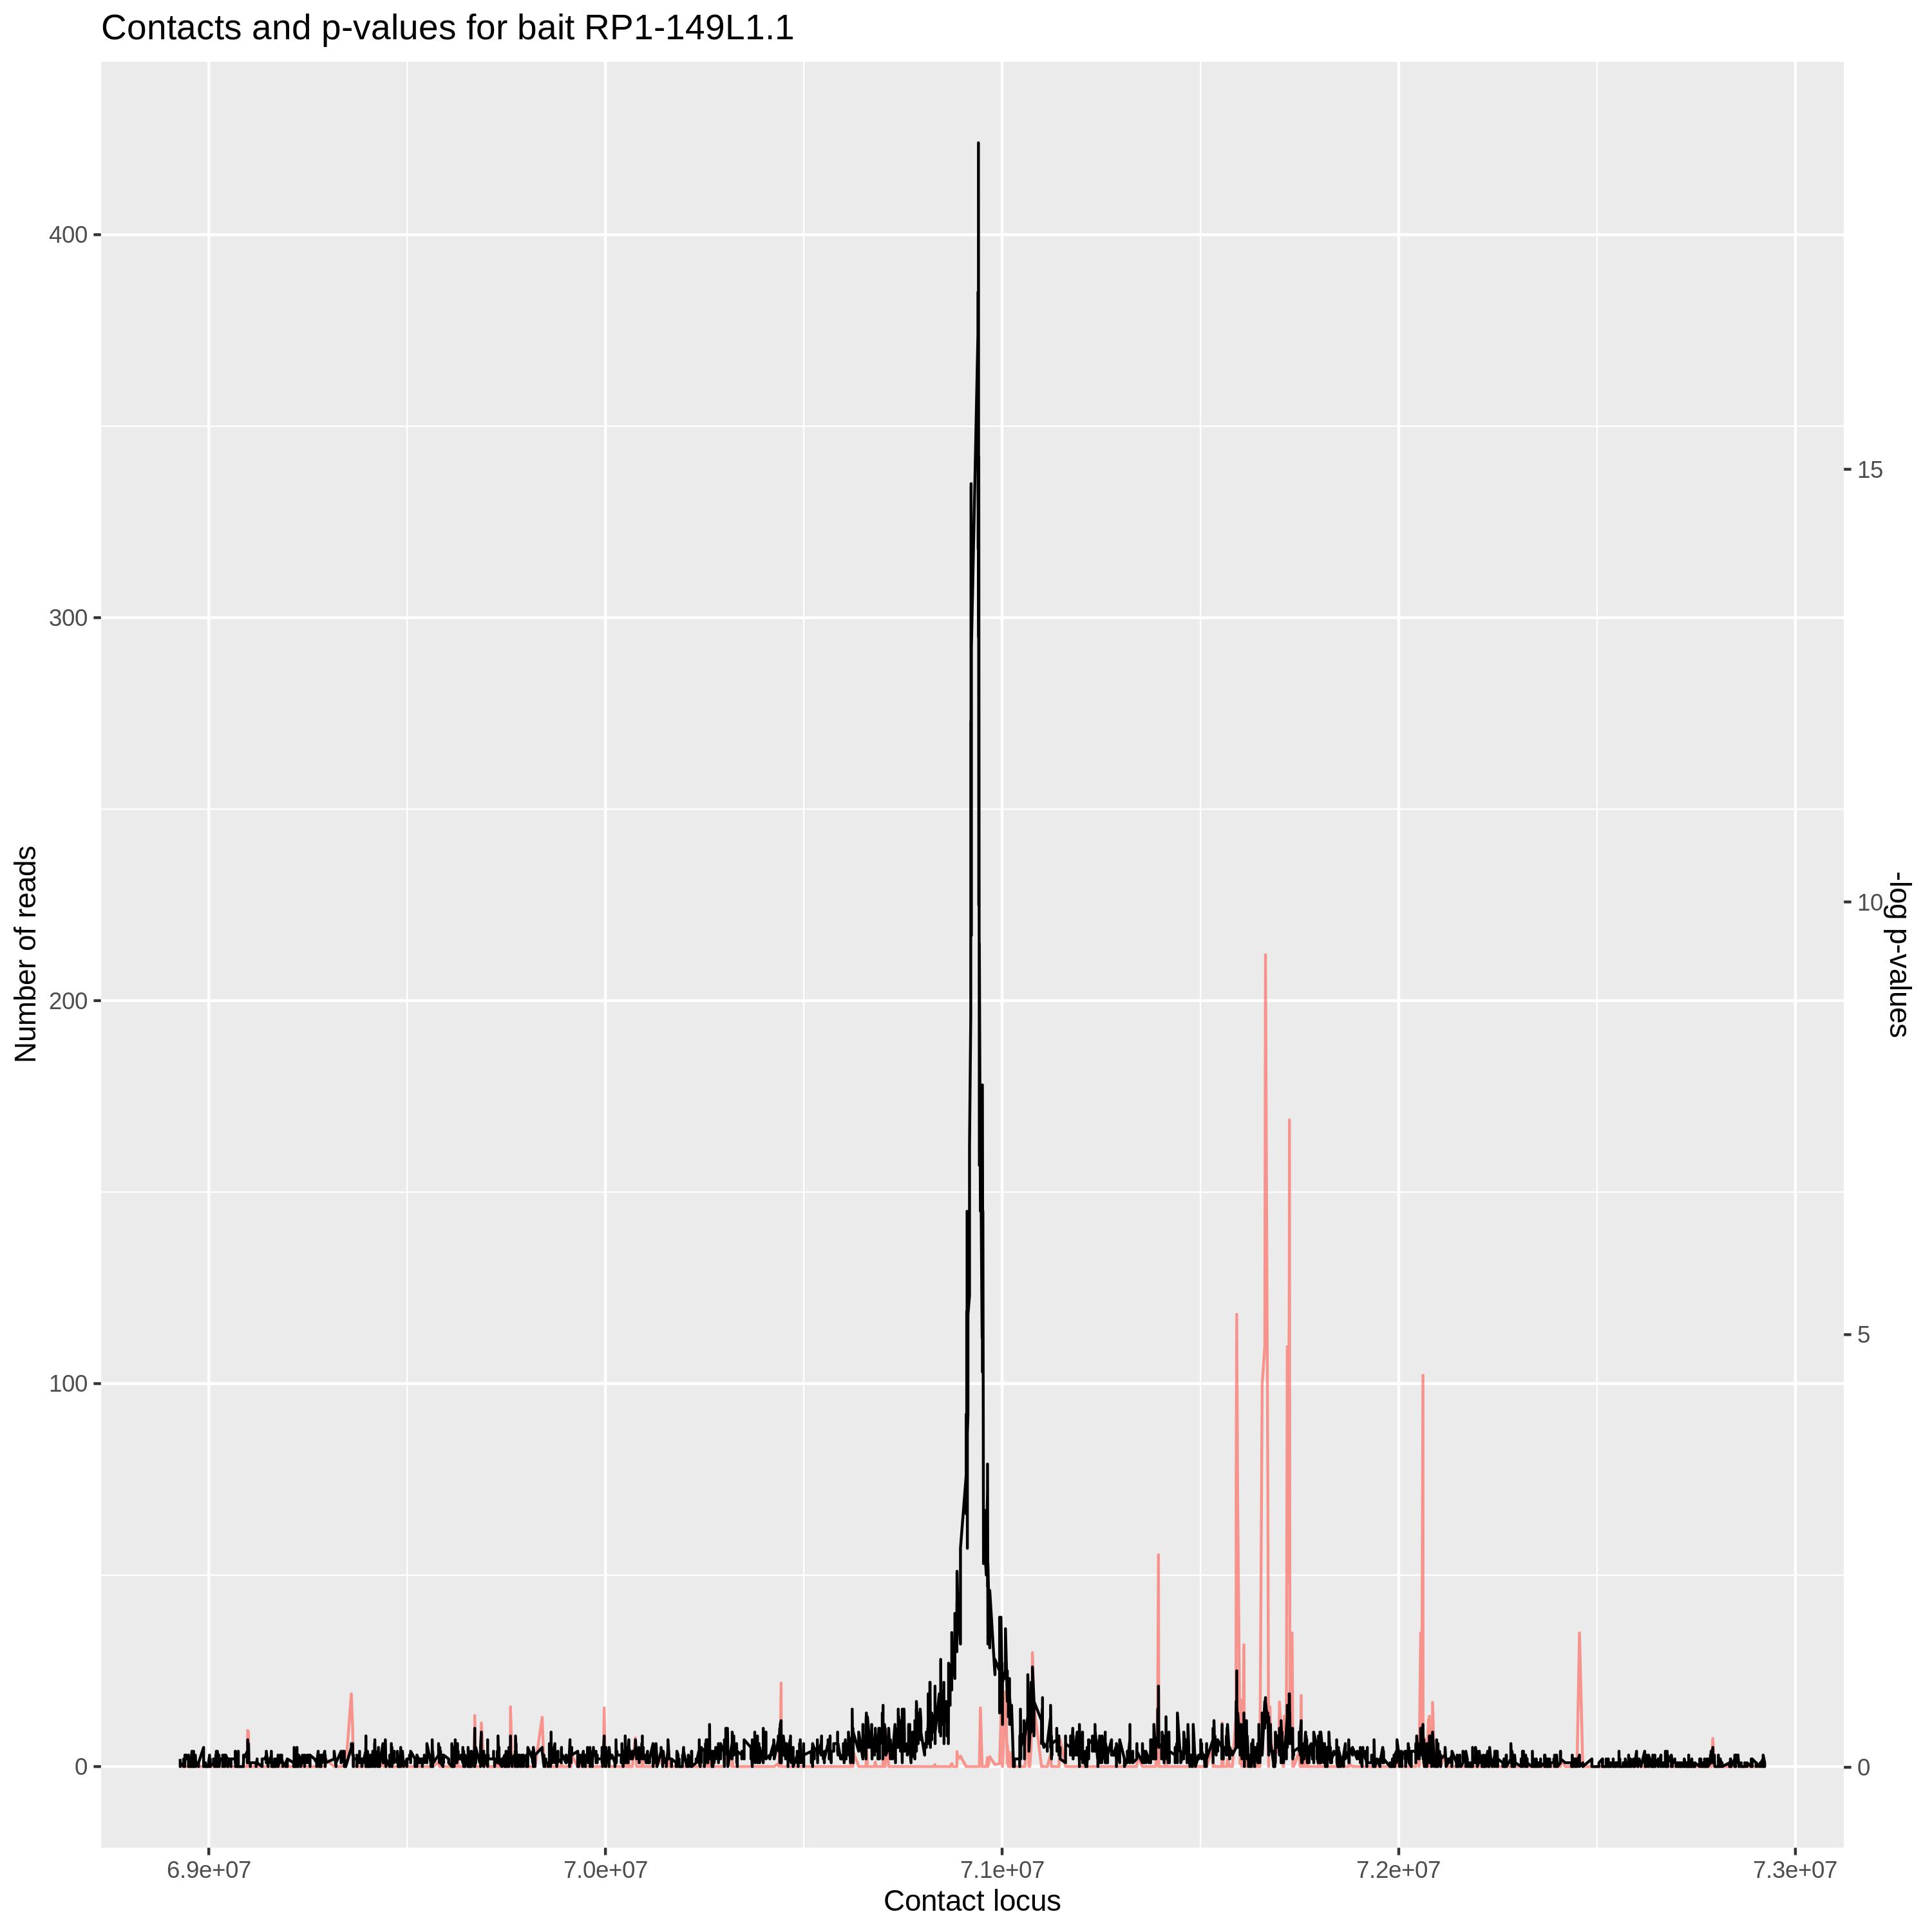 Contacts and p-values for bait RP1-149L1.1
400
300
200
100
0
Number of reads
15
10
5
0
-log p-values
6.9e+07
7.0e+07
7.1e+07
7.2e+07
7.3e+07
Contact locus